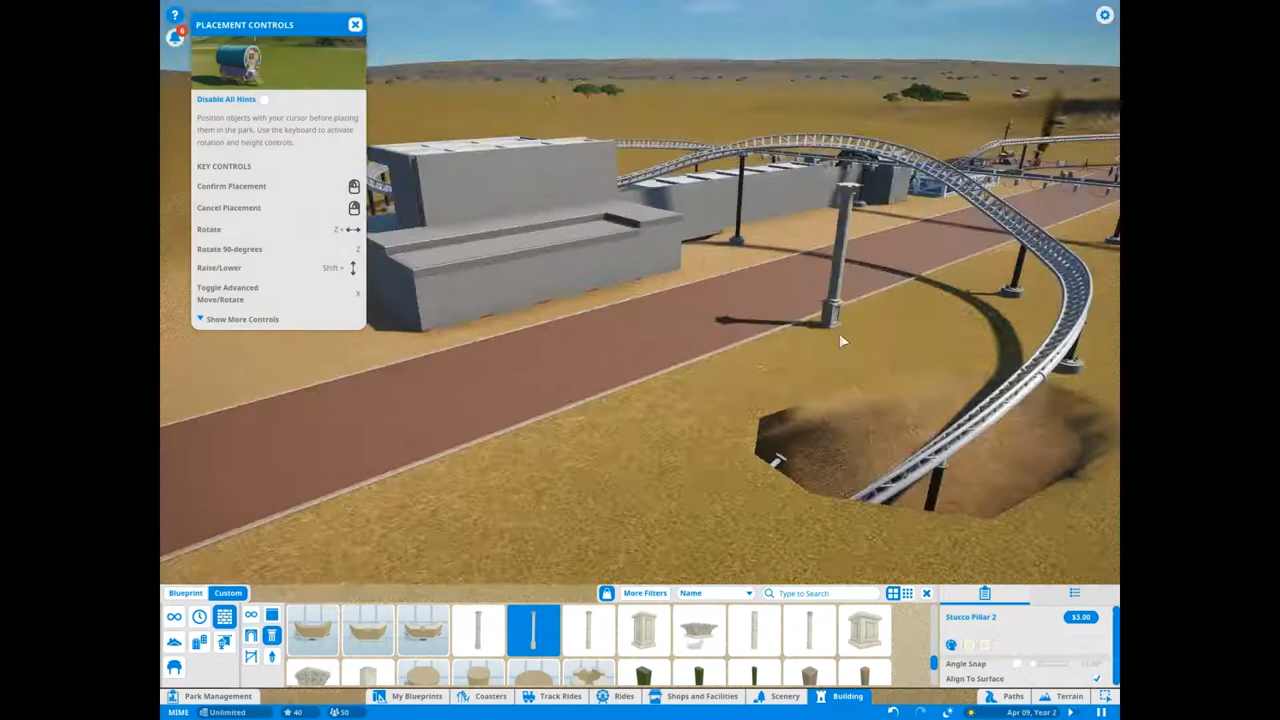 ?
6
PLACEMENT CONTROLS
Disable All Hints
Position objects with your cursor before placing
them in the park. Use the keyboard to activate
rotation and height controls.
KEY CONTROLS
Confirm Placement
Cancel Placement
Rotate Z +
Rotate 90-degrees Z
Raise/Lower Shift +
Toggle Advanced
Move/Rotate X
Show More Controls
Blueprint Custom More Filters Name Type to Search
Stucco Pillar 2 $3.00
Angle Snap
Align To Surface
Park Management My Blueprints Coasters Track Rides Rides Shops and Facilities Scenery Building Paths Terrain
MIME Unlimited 40 50 Apr 09, Year 2